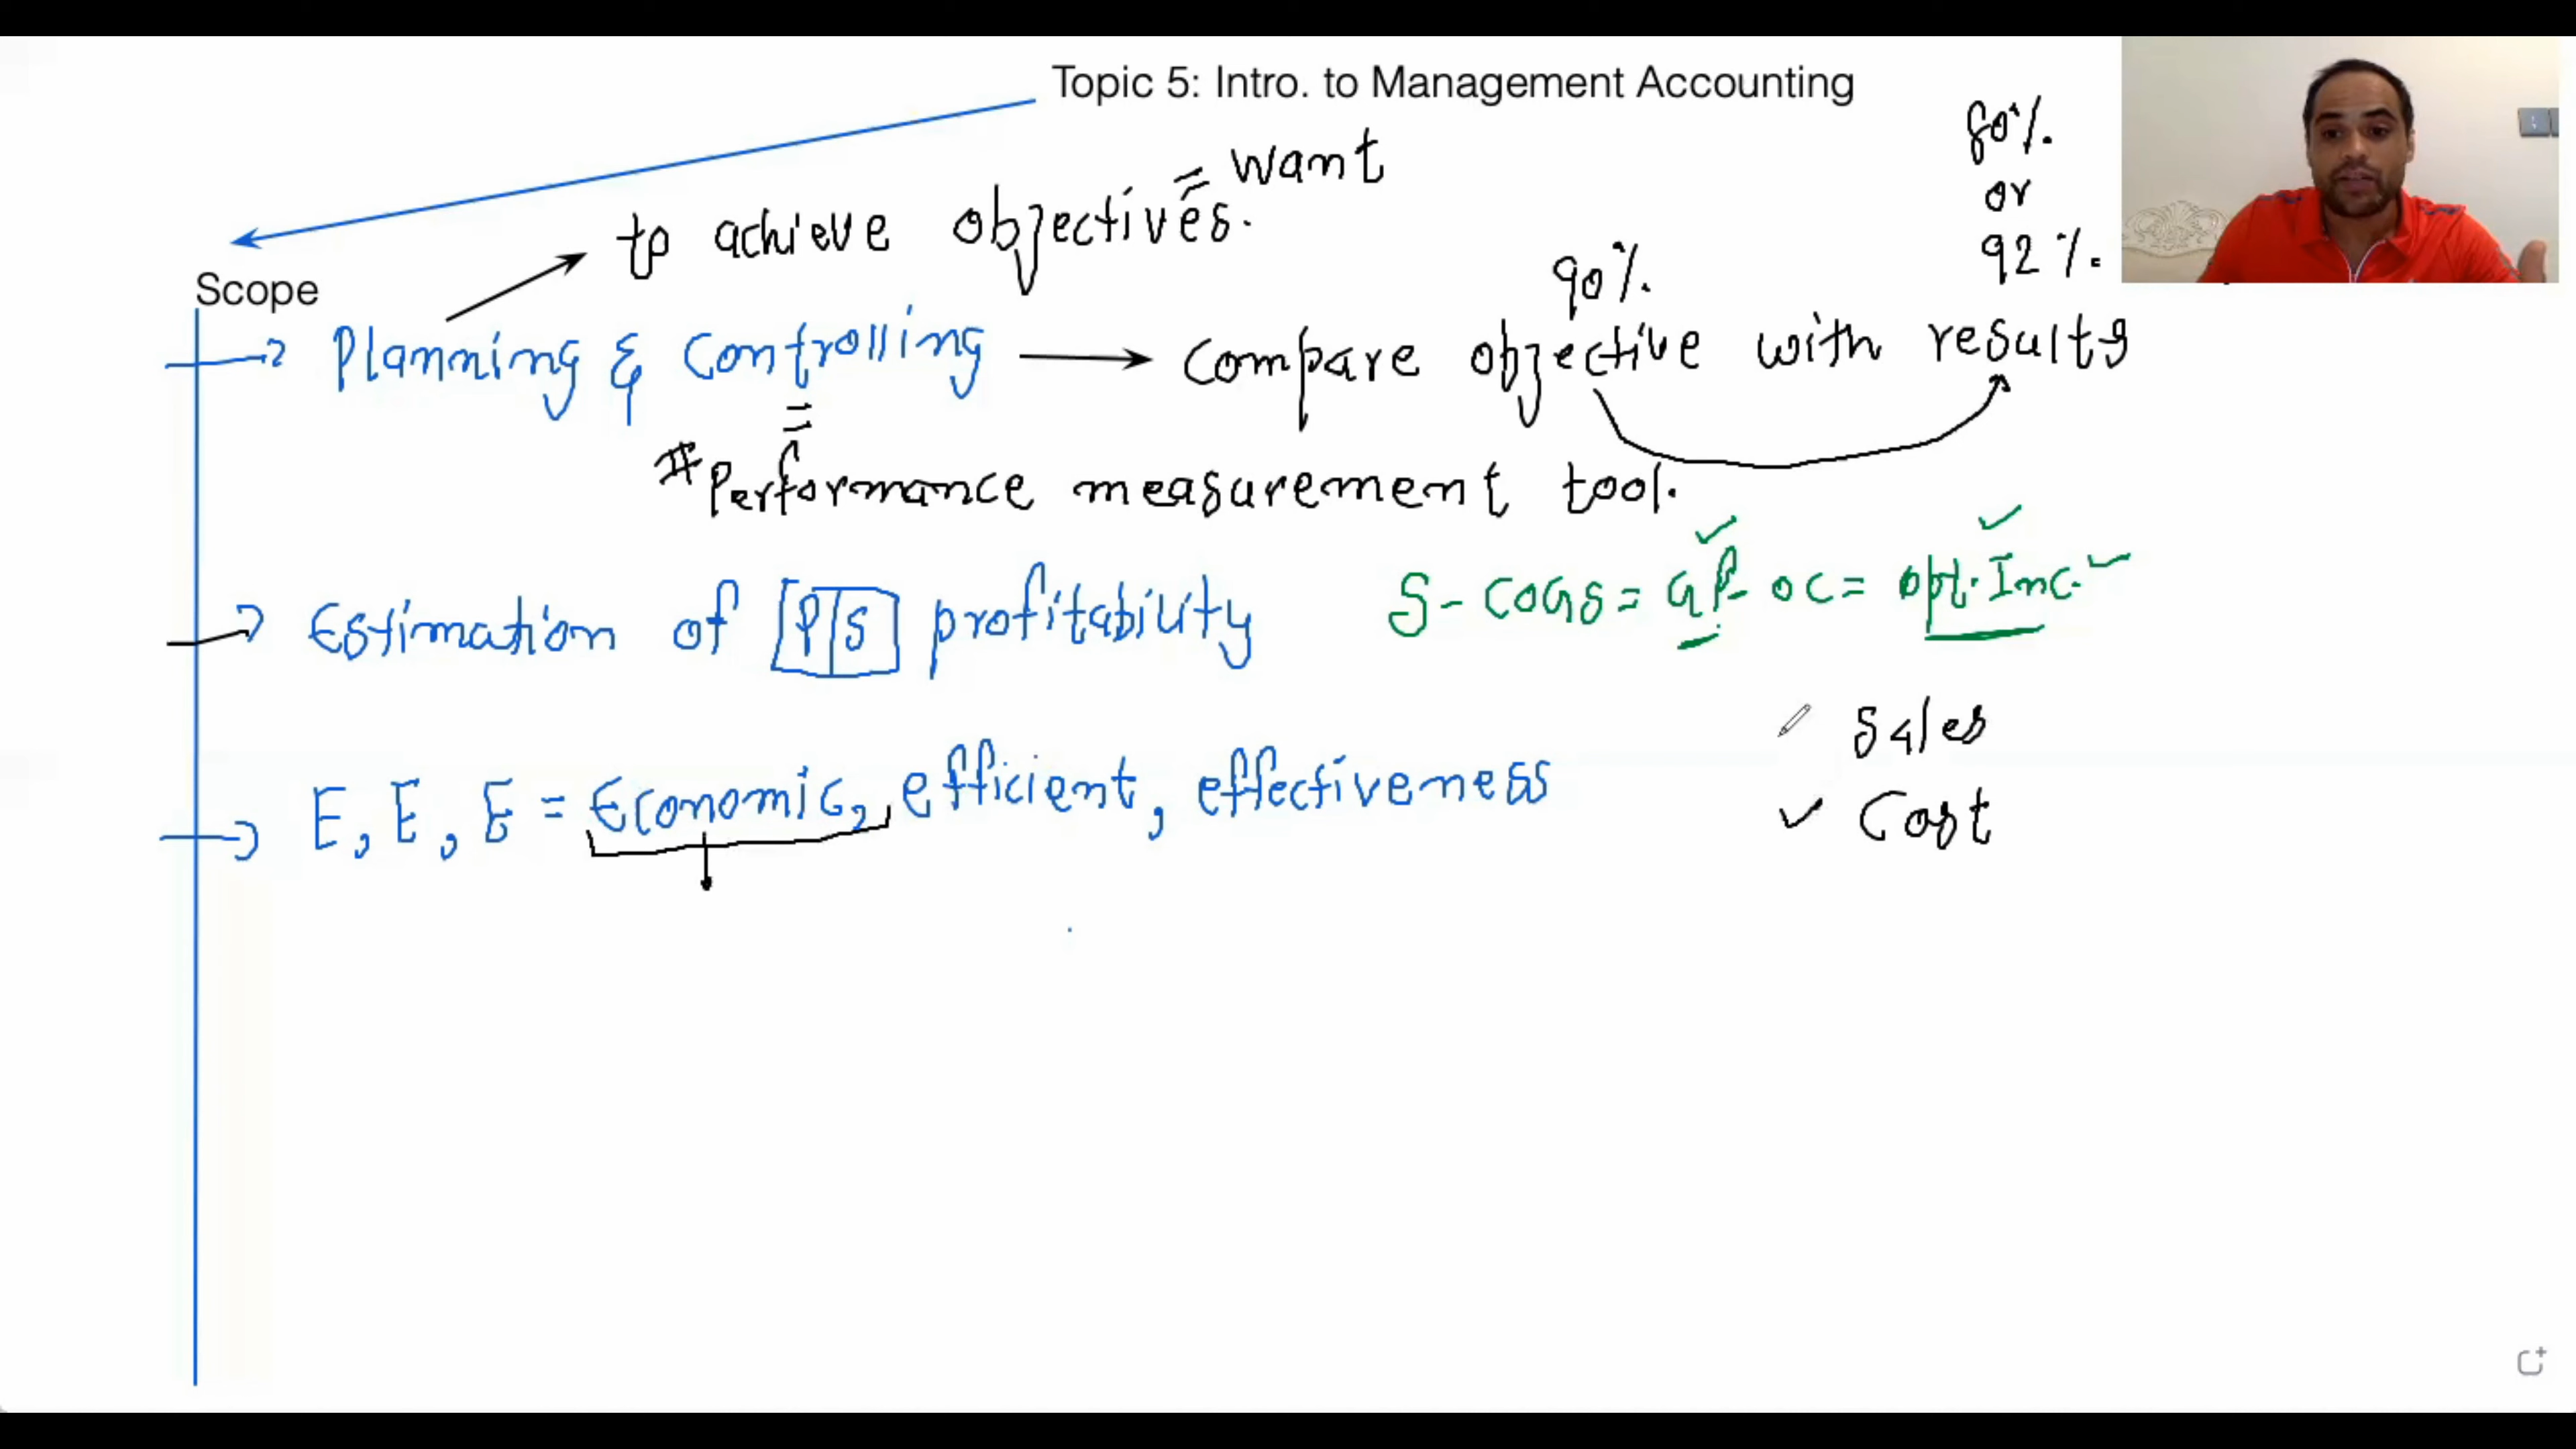 Topic 5: Intro. to Management Accounting
to achieve objectives. = want
80%.
or
92%.
90%.
Scope
Planning & Controlling → Compare objective with results
# Performance measurement tool.
Estimation of P|S profitability
S - COGS = GP - OC = opt. Inc.
Sales
E, E, E = Economic, efficient, effectiveness
Cost